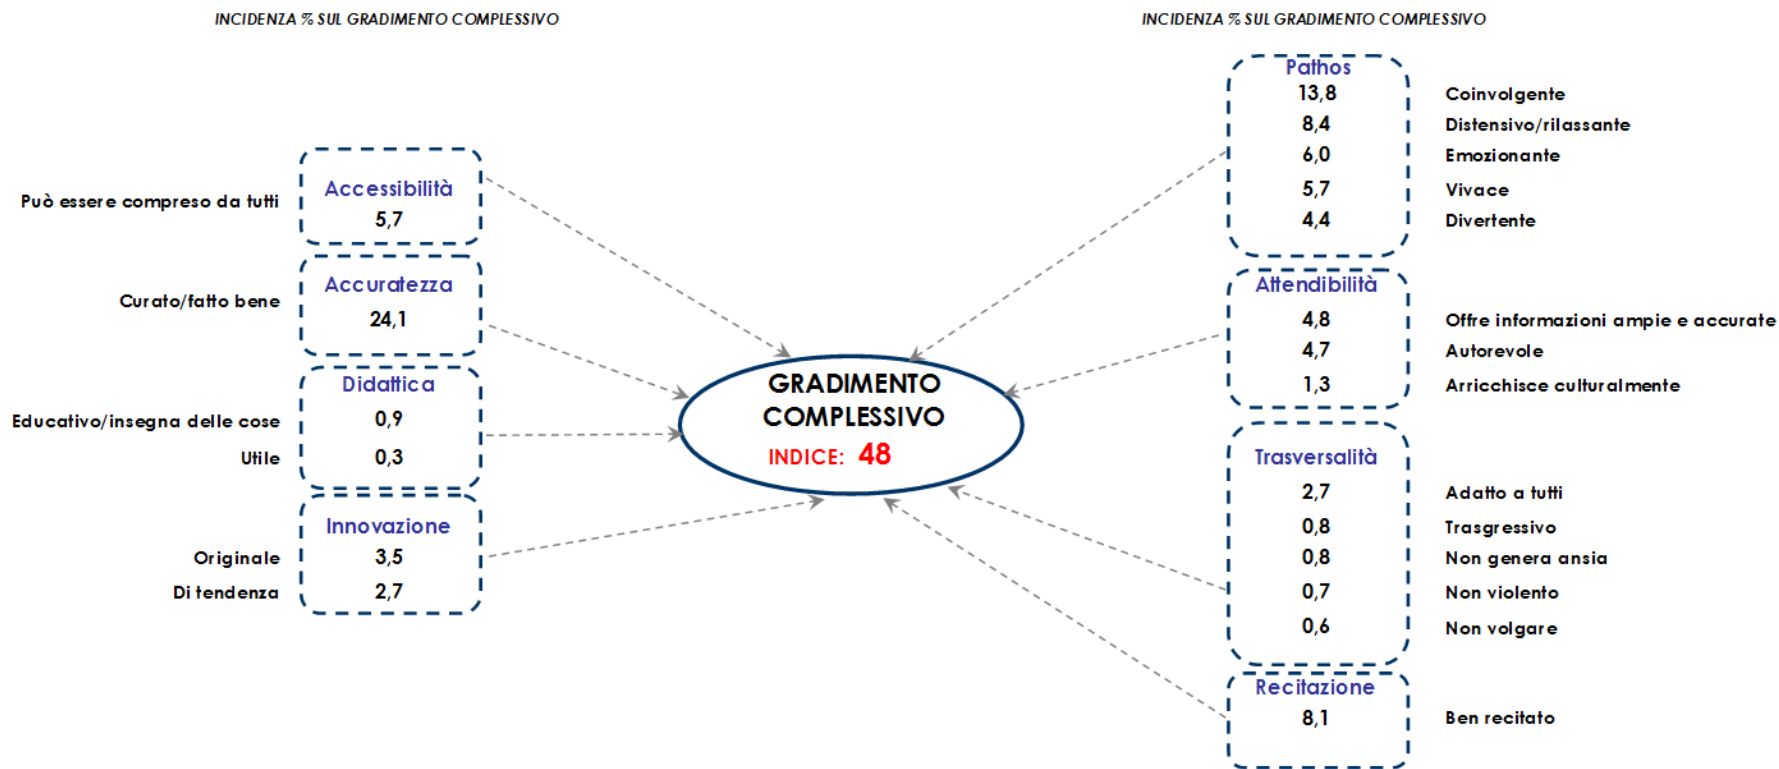 INCIDENZA % SUL GRADIMENTO COMPLESSIVO
Accessibilità
Può essere compreso da tutti
5,7
Accuratezza
Curato/fatto bene
24,1
Didattica
Educativo/insegna delle cose 0,9
Utile 0,3
Innovazione
Originale 3,5
Di tendenza 2,7
GRADIMENTO
COMPLESSIVO
INDICE: 48
INCIDENZA % SUL GRADIMENTO COMPLESSIVO
Pathos
13,8 Coinvolgente
8,4 Distensivo/rilassante
6,0 Emozionante
5,7 Vivace
4,4 Divertente
Attendibilità
4,8 Offre informazioni ampie e accurate
4,7 Autorevole
1,3 Arricchisce culturalmente
Trasversalità
2,7 Adatto a tutti
0,8 Trasgressivo
0,8 Non genera ansia
0,7 Non violento
0,6 Non volgare
Recitazione
8,1 Ben recitato